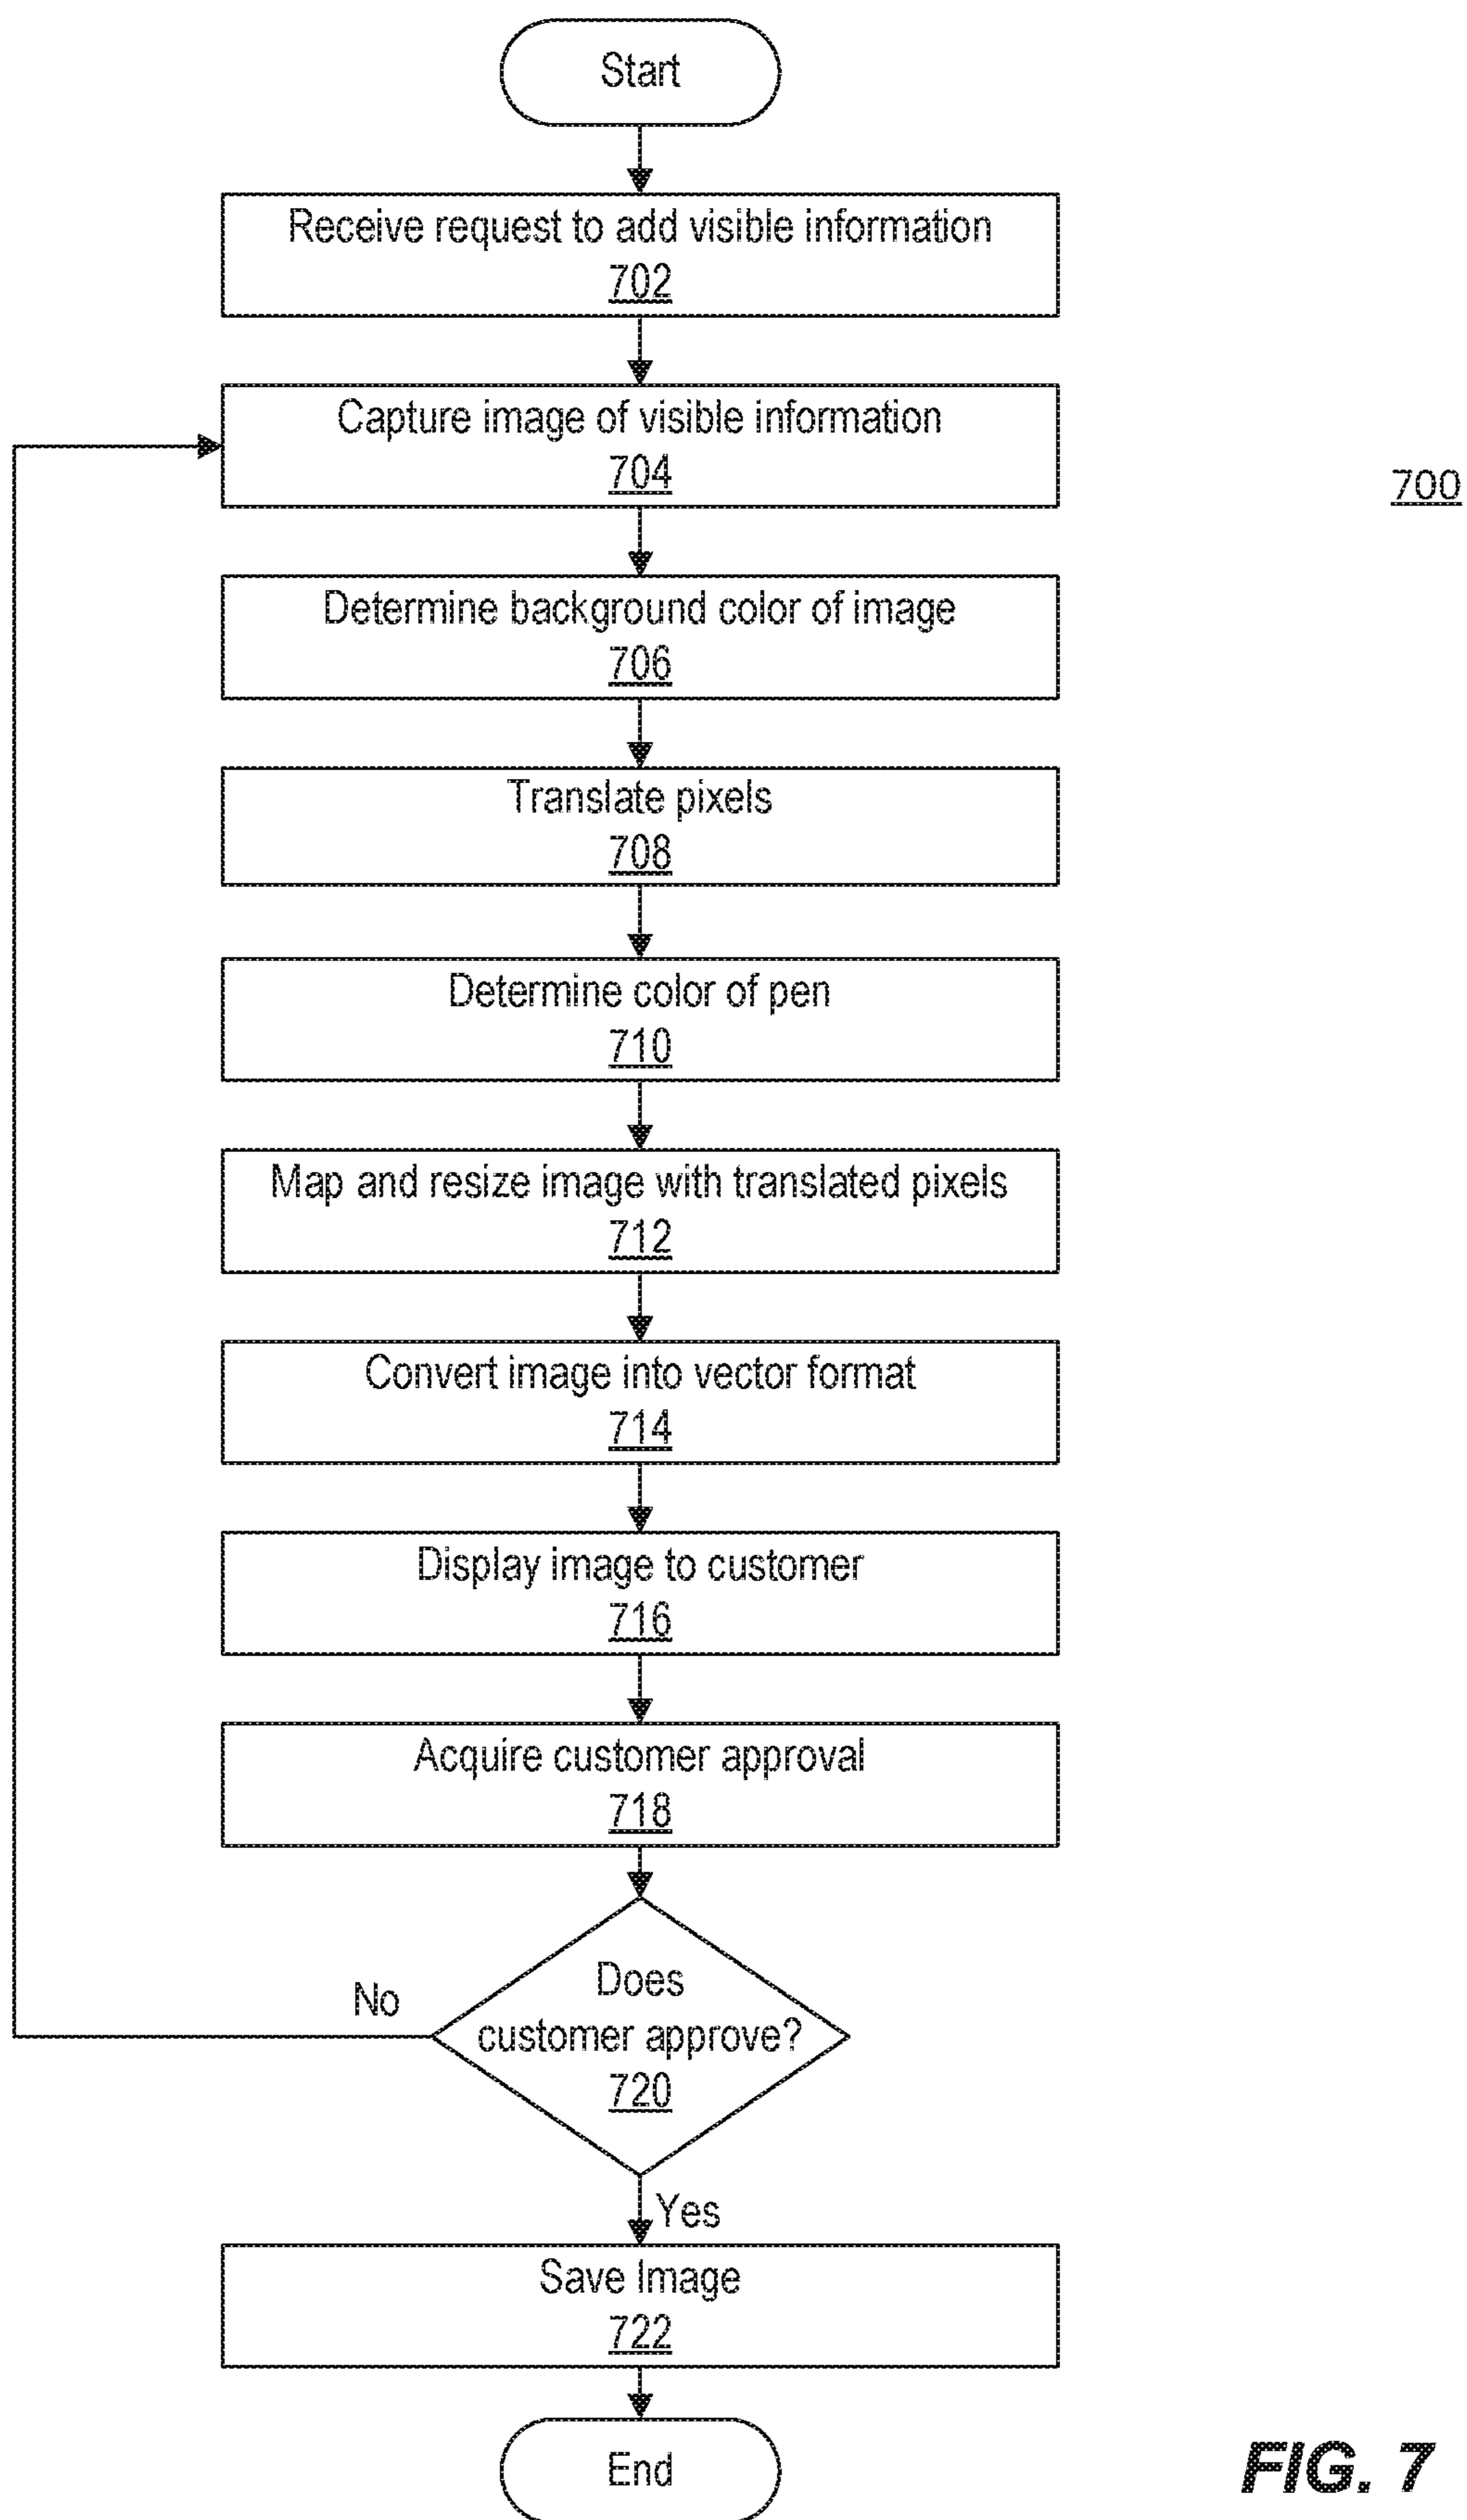 Start
Receive request to add visible information
702
Capture image of visible information
704
700
Determine background color of image
706
Translate pixels
708
Determine color of pen
710
Map and resize image with translated pixels
712
Convert image into vector format
714
Display image to customer
716
Acquire customer approval
718
No
Does
customer approve?
720
Yes
Save Image
722
End
FIG. 7